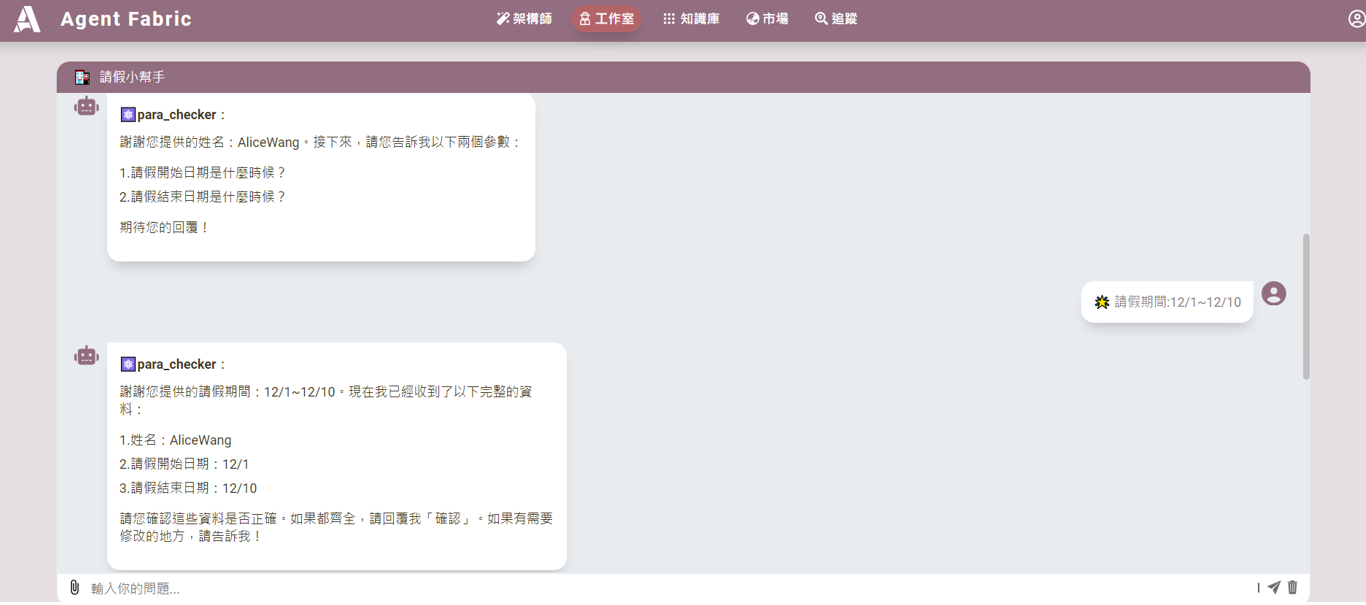 Agent Fabric
架構師
工作室
知識庫
市場
追蹤
請假小幫手
para_checker：
謝謝您提供的姓名：AliceWang。接下來，請您告訴我以下兩個參數：
1.請假開始日期是什麼時候？
2.請假結束日期是什麼時候？
期待您的回覆！
請假期間:12/1~12/10
para_checker：
謝謝您提供的請假期間：12/1~12/10。現在我已經收到了以下完整的資
料：
1.姓名：AliceWang
2.請假開始日期：12/1
3.請假結束日期：12/10
請您確認這些資料是否正確。如果都齊全，請回覆我「確認」。如果有需要
修改的地方，請告訴我！
輸入你的問題...